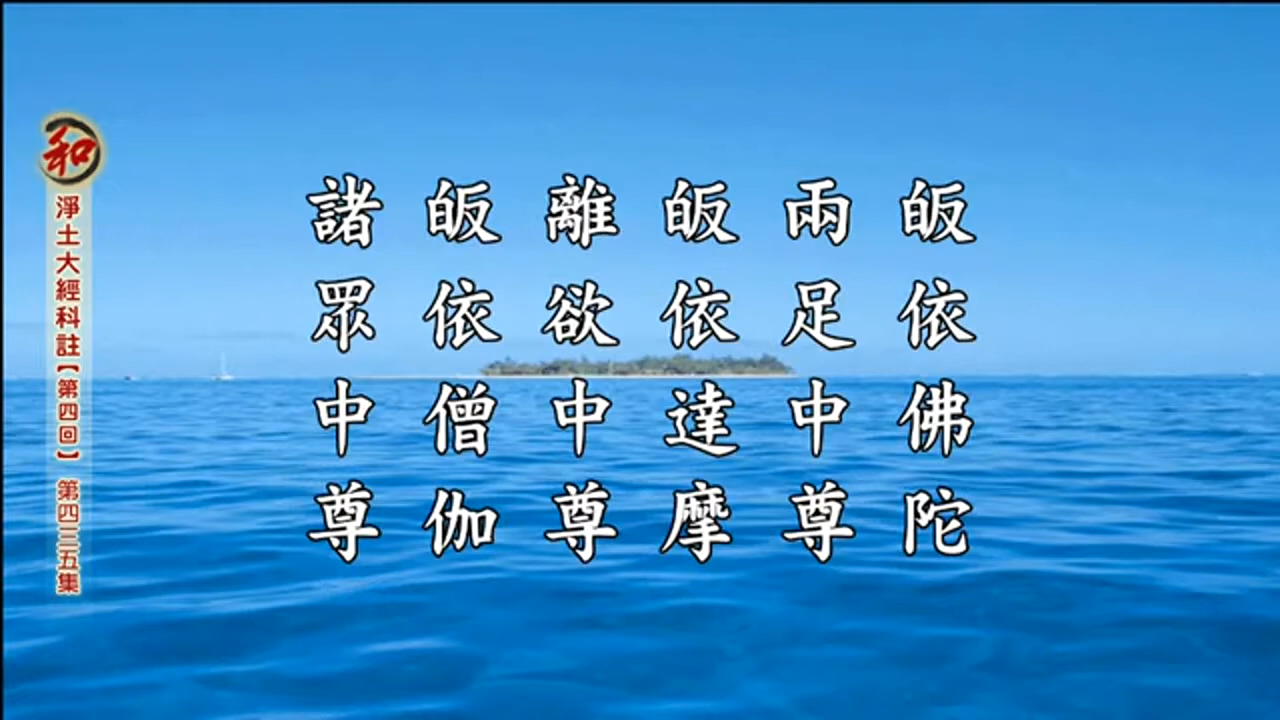 皈依佛陀
兩足中尊
皈依達摩
離欲中尊
皈依僧伽
諸眾中尊
和
淨土大經科註【第四回】 第四三五集